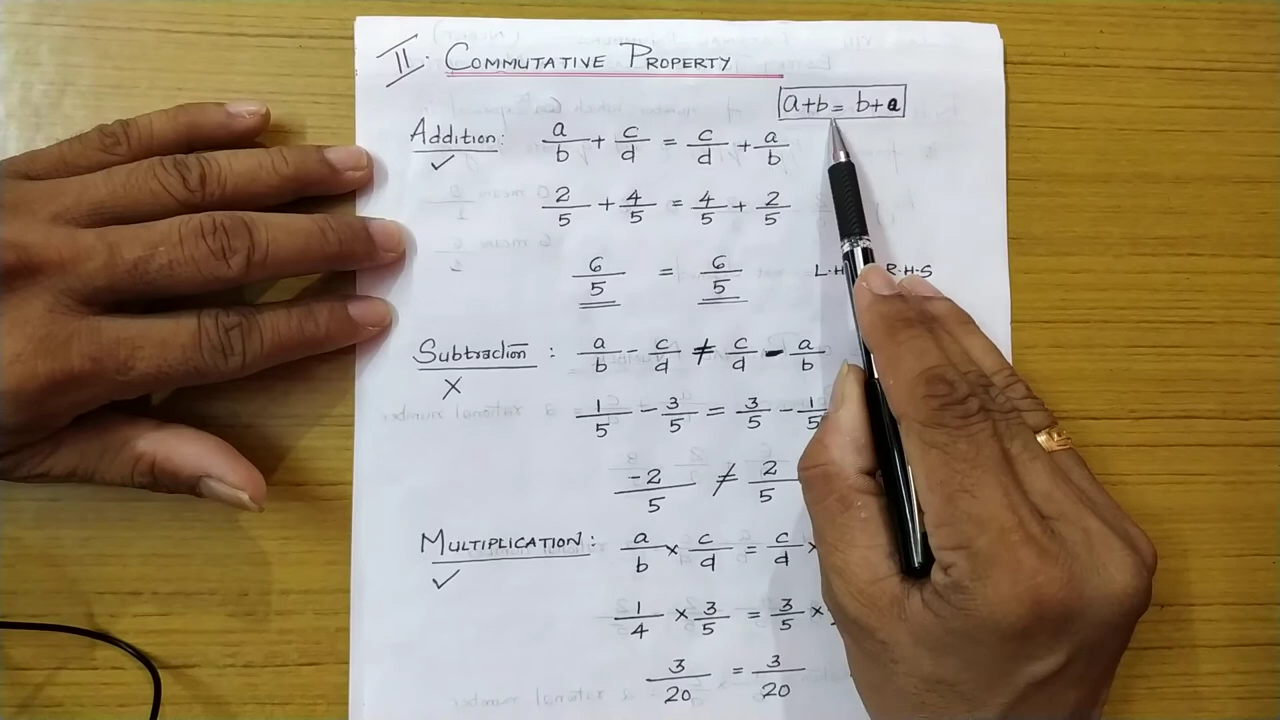 II. COMMUTATIVE PROPERTY
a+b = b+a
Addition: a/b + c/d = c/d + a/b
✓
2/5 + 4/5 = 4/5 + 2/5
6/5 = 6/5 L.H R.H.S
Subtraction : a/b - c/d ≠ c/d - a/b
X
1/5 - 3/5 = 3/5 - 1/5
-2/5 ≠ 2/5
MULTIPLICATION: a/b × c/d = c/d ×
✓
1/4 × 3/5 = 3/5 ×
3/20 = 3/20